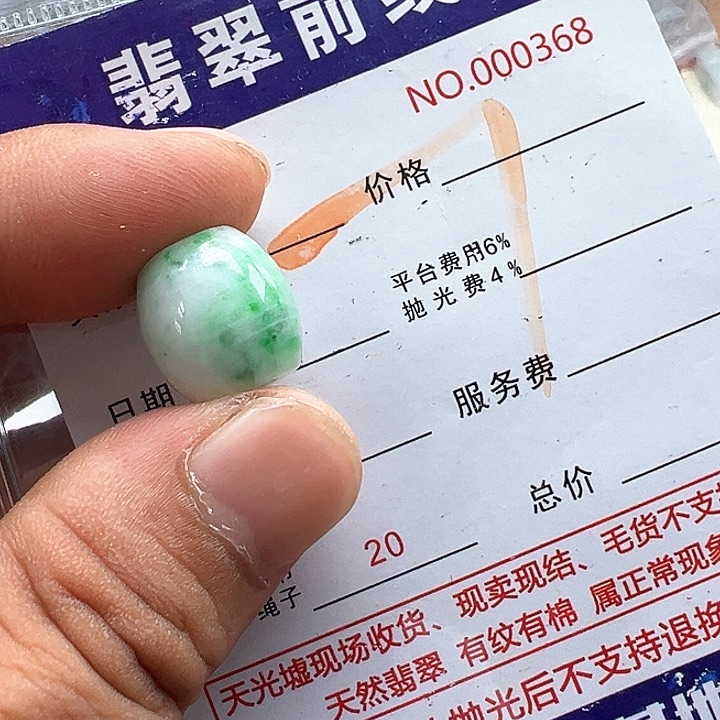 翡翠前
NO.000368
价格
7
平台费用6%
抛光费4%
日期
服务费
总价
20
绳子
天光墟现场收货、现卖现结、毛货不支
天然翡翠 有纹有棉 属正常现象
抛光后不支持退换